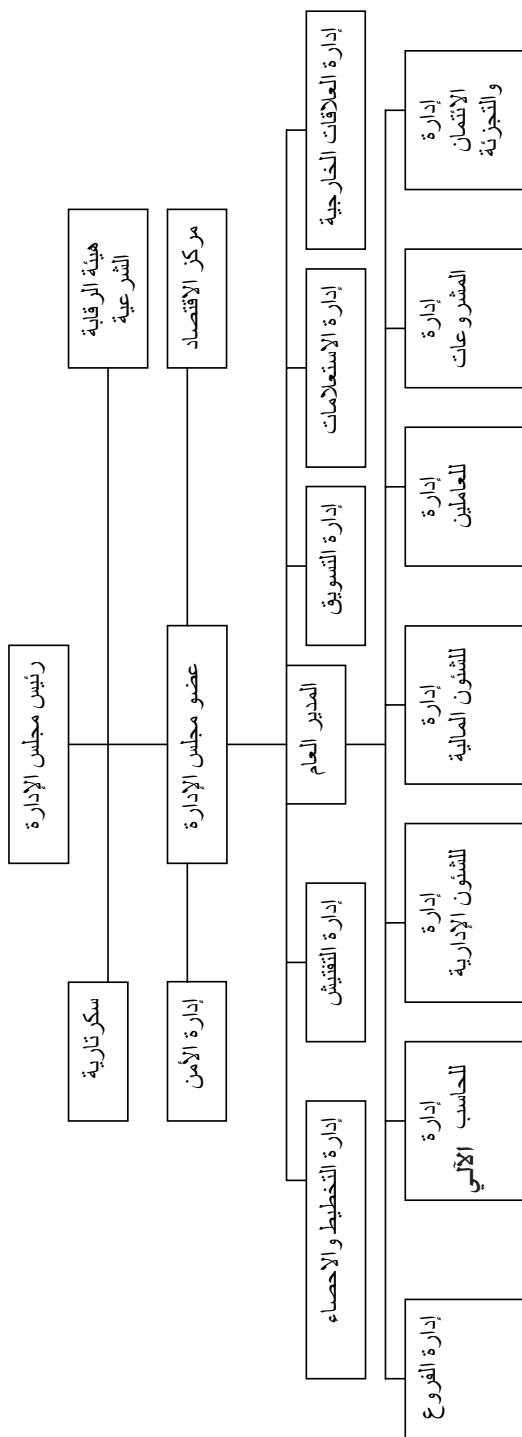 رئيس مجلس الإدارة
هيئة الرقابة
الشرعية
سكرتارية
مركز الاقتصاد
عضو مجلس الإدارة
إدارة الأمن
إدارة العلاقات الخارجية
إدارة الاستعلامات
إدارة التسويق
المدير العام
إدارة التفتيش
إدارة التخطيط والاحصاء
إدارة
الائتمان
والتجزئة
إدارة
المشروعات
إدارة
للعاملين
إدارة
للشئون المالية
إدارة
للشئون الإدارية
إدارة
للحاسب
الآلي
إدارة الفروع